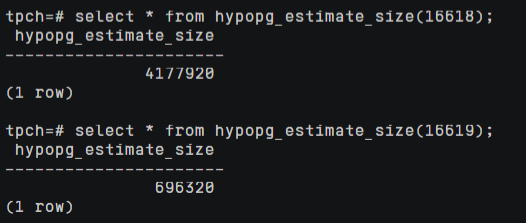 tpch=# select * from hypopg_estimate_size(16618);
 hypopg_estimate_size
----------------------
              4177920
(1 row)

tpch=# select * from hypopg_estimate_size(16619);
 hypopg_estimate_size
----------------------
               696320
(1 row)